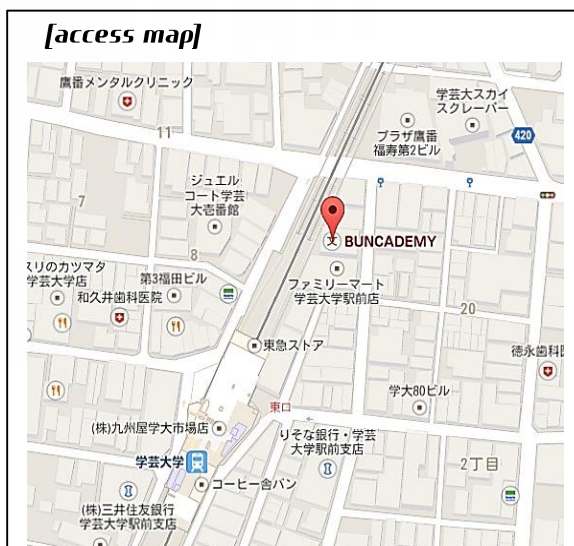 [access map]
鷹番メンタルクリニック
学芸大スカイ
スクレーパー
11
プラザ鷹番
福寿第2ビル
420
7
ジュエル
コート学芸
大壱番館
BUNCADEMY
8
スリのカツマタ
学芸大学店
第3福田ビル
ファミリーマート
学芸大学駅前店
和久井歯科医院
20
東急ストア
徳永歯科医
学大80ビル
東口
(株)九州屋学大市場店
りそな銀行・学芸
大学駅前支店
学芸大学
2丁目
コーヒー舎バン
(株)三井住友銀行
学芸大学駅前支店